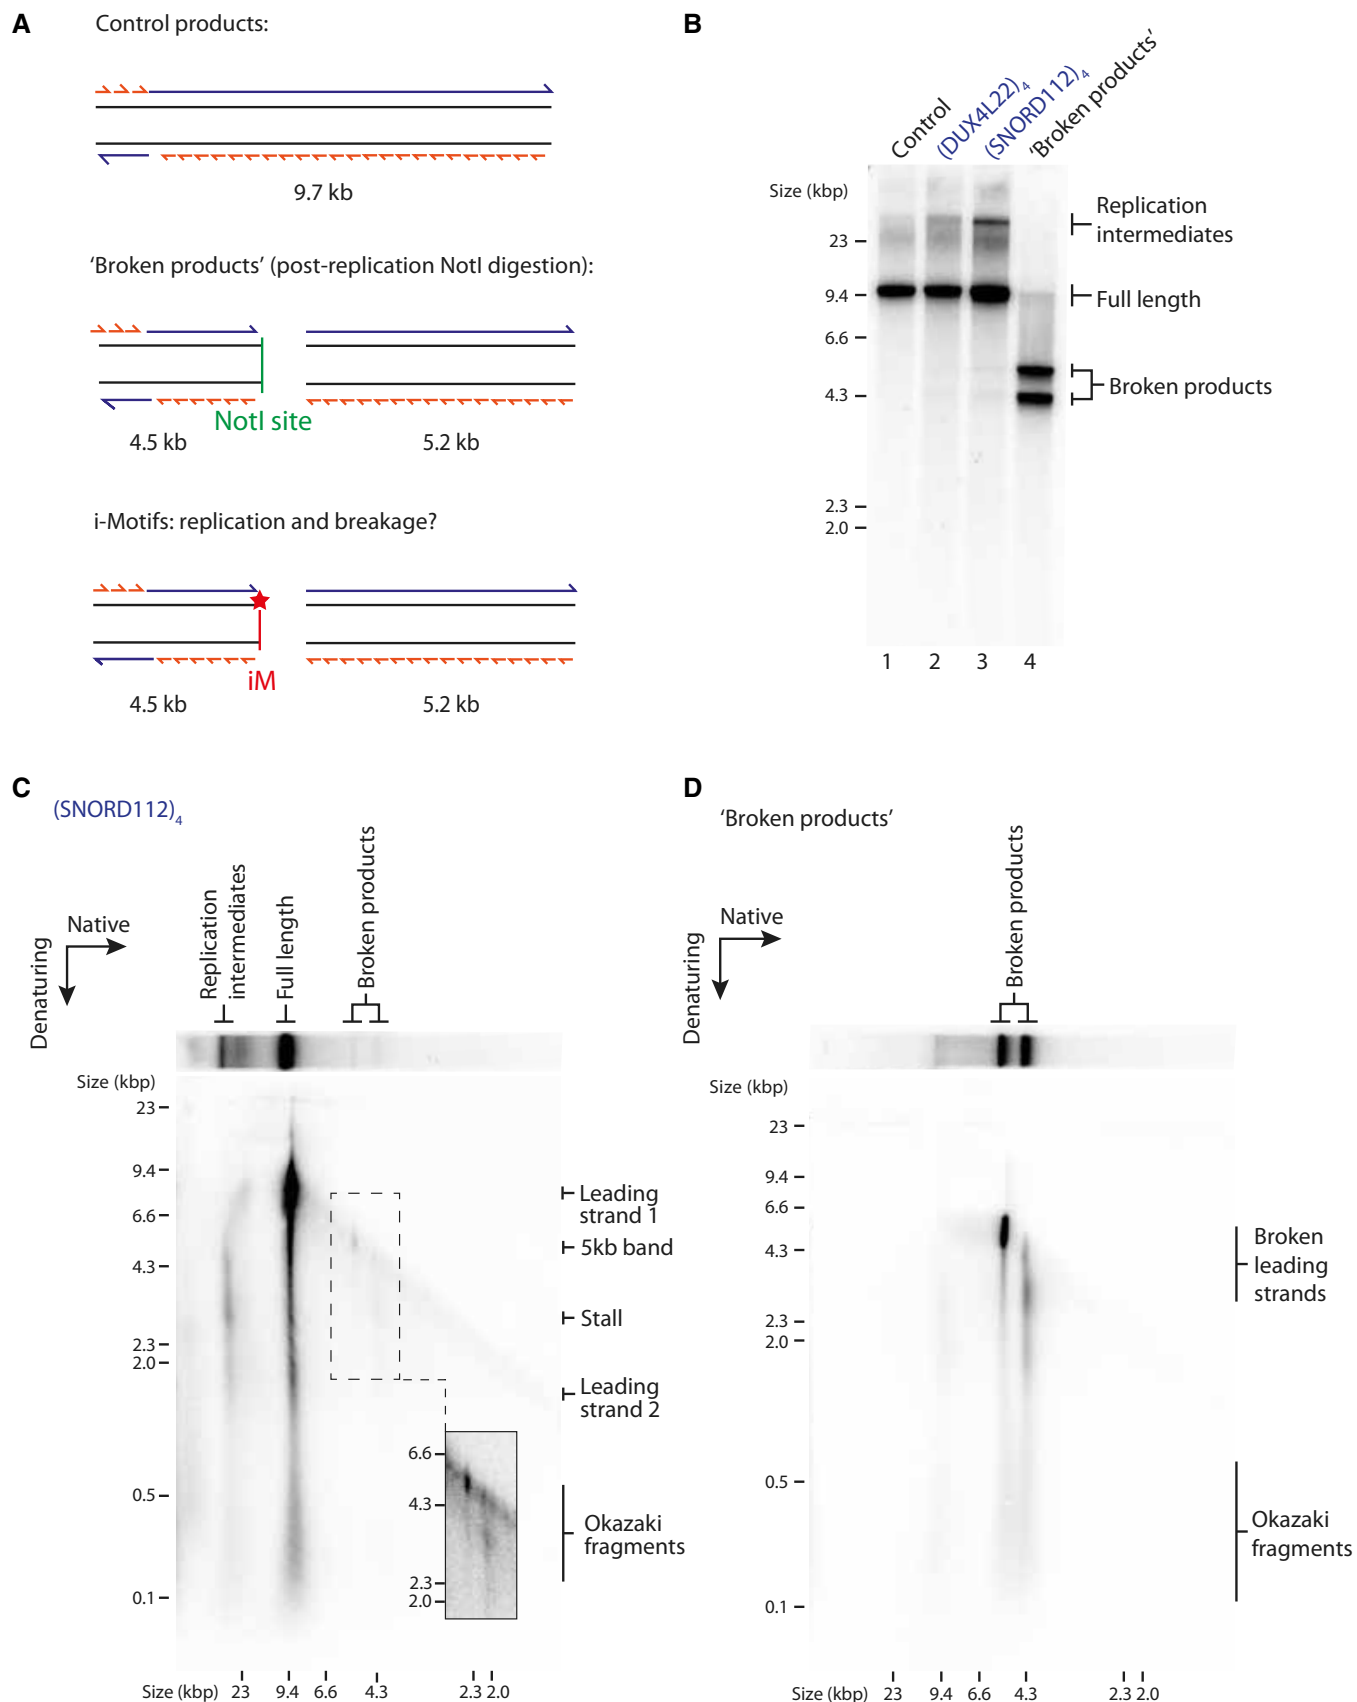 A
Control products:
9.7 kb
'Broken products' (post-replication NotI digestion):
NotI site
4.5 kb
5.2 kb
i-Motifs: replication and breakage?
iM
4.5 kb
5.2 kb
B
Control
(DUX4L22)4
(SNORD112)4
'Broken products'
Size (kbp)
23
9.4
6.6
4.3
2.3
2.0
Replication
intermediates
Full length
Broken products
1 2 3 4
C
(SNORD112)4
Denaturing
Native
Replication
intermediates
Full length
Broken products
Size (kbp)
23
9.4
6.6
4.3
2.3
2.0
0.5
0.1
Leading
strand 1
5kb band
Stall
Leading
strand 2
6.6
4.3
2.3
2.0
Okazaki
fragments
Size (kbp) 23 9.4 6.6 4.3 2.3 2.0
D
'Broken products'
Denaturing
Native
Broken products
Size (kbp)
23
9.4
6.6
4.3
2.3
2.0
0.5
0.1
Broken
leading
strands
Okazaki
fragments
Size (kbp) 23 9.4 6.6 4.3 2.3 2.0